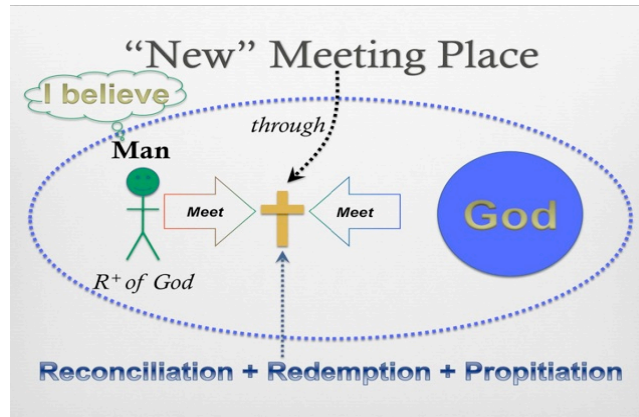 “New” Meeting Place
I believe
through
Man
Meet
Meet
God
R⁺ of God
Reconciliation + Redemption + Propitiation